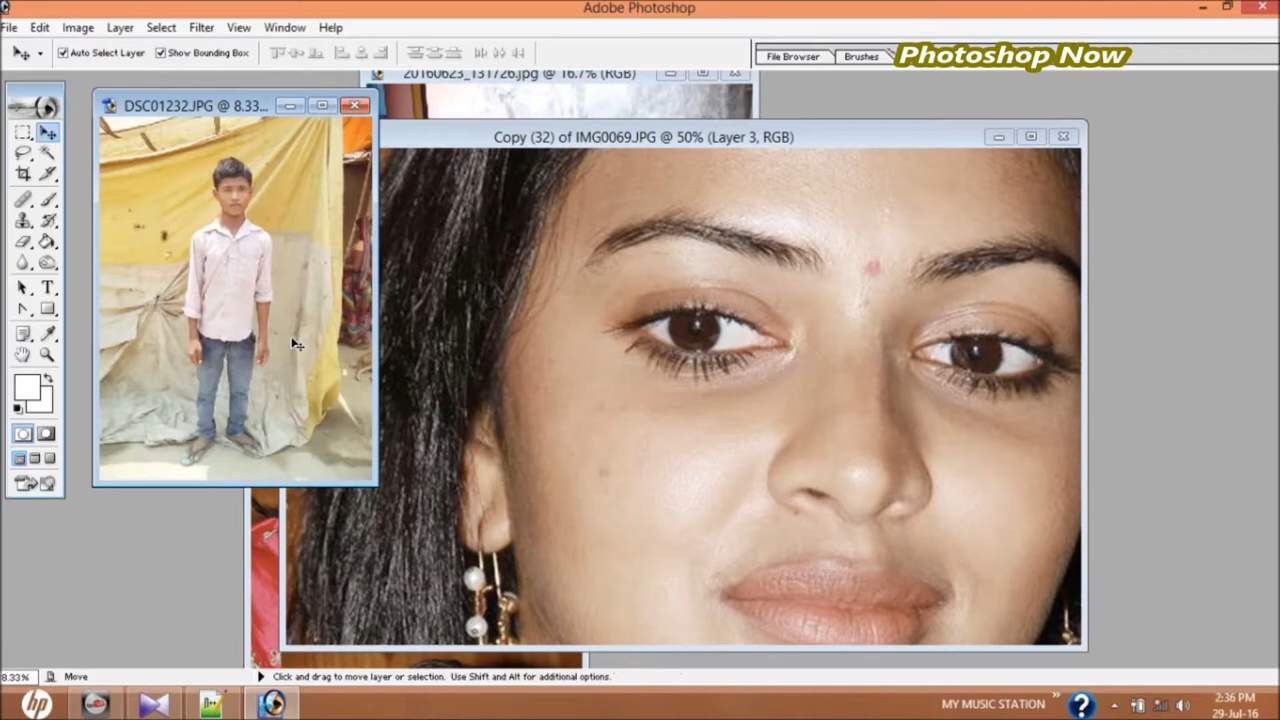 Adobe Photoshop
File Edit Image Layer Select Filter View Window Help
Auto Select Layer Show Bounding Box
File Browser Brushes
Photoshop Now
20160623_131726.jpg @ 16.7% (RGB)
DSC01232.JPG @ 8.33...
Copy (32) of IMG0069.JPG @ 50% (Layer 3, RGB)
T
8.33% Move Click and drag to move layer or selection. Use Shift and Alt for additional options.
hp
MY MUSIC STATION » ? 2:36 PM
29-Jul-16